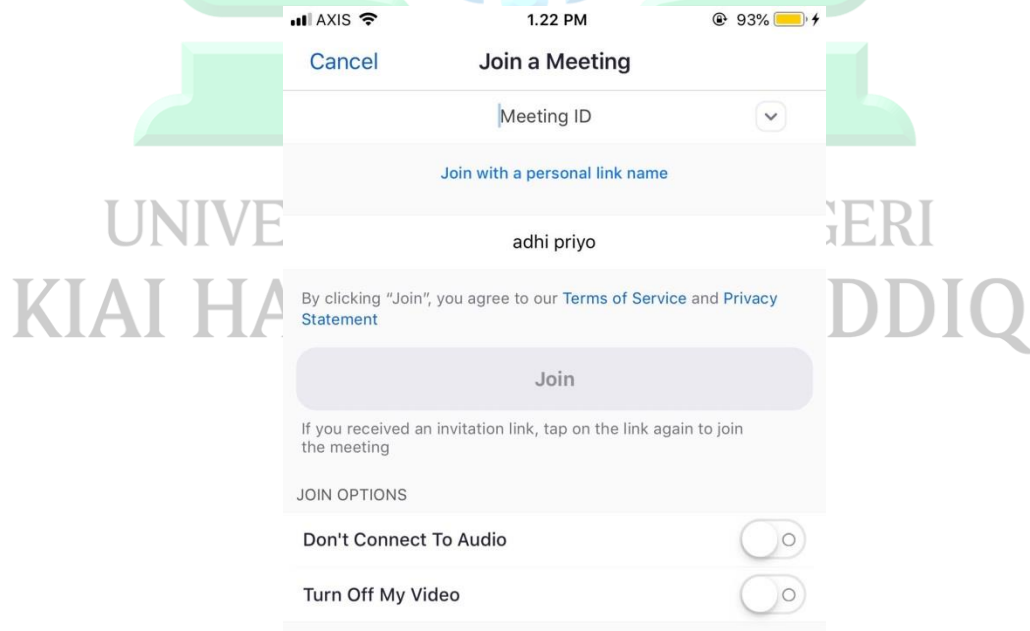 AXIS 1.22 PM 93%
Cancel Join a Meeting
Meeting ID
Join with a personal link name
adhi priyo
By clicking “Join”, you agree to our Terms of Service and Privacy
Statement
Join
If you received an invitation link, tap on the link again to join
the meeting
JOIN OPTIONS
Don't Connect To Audio
Turn Off My Video